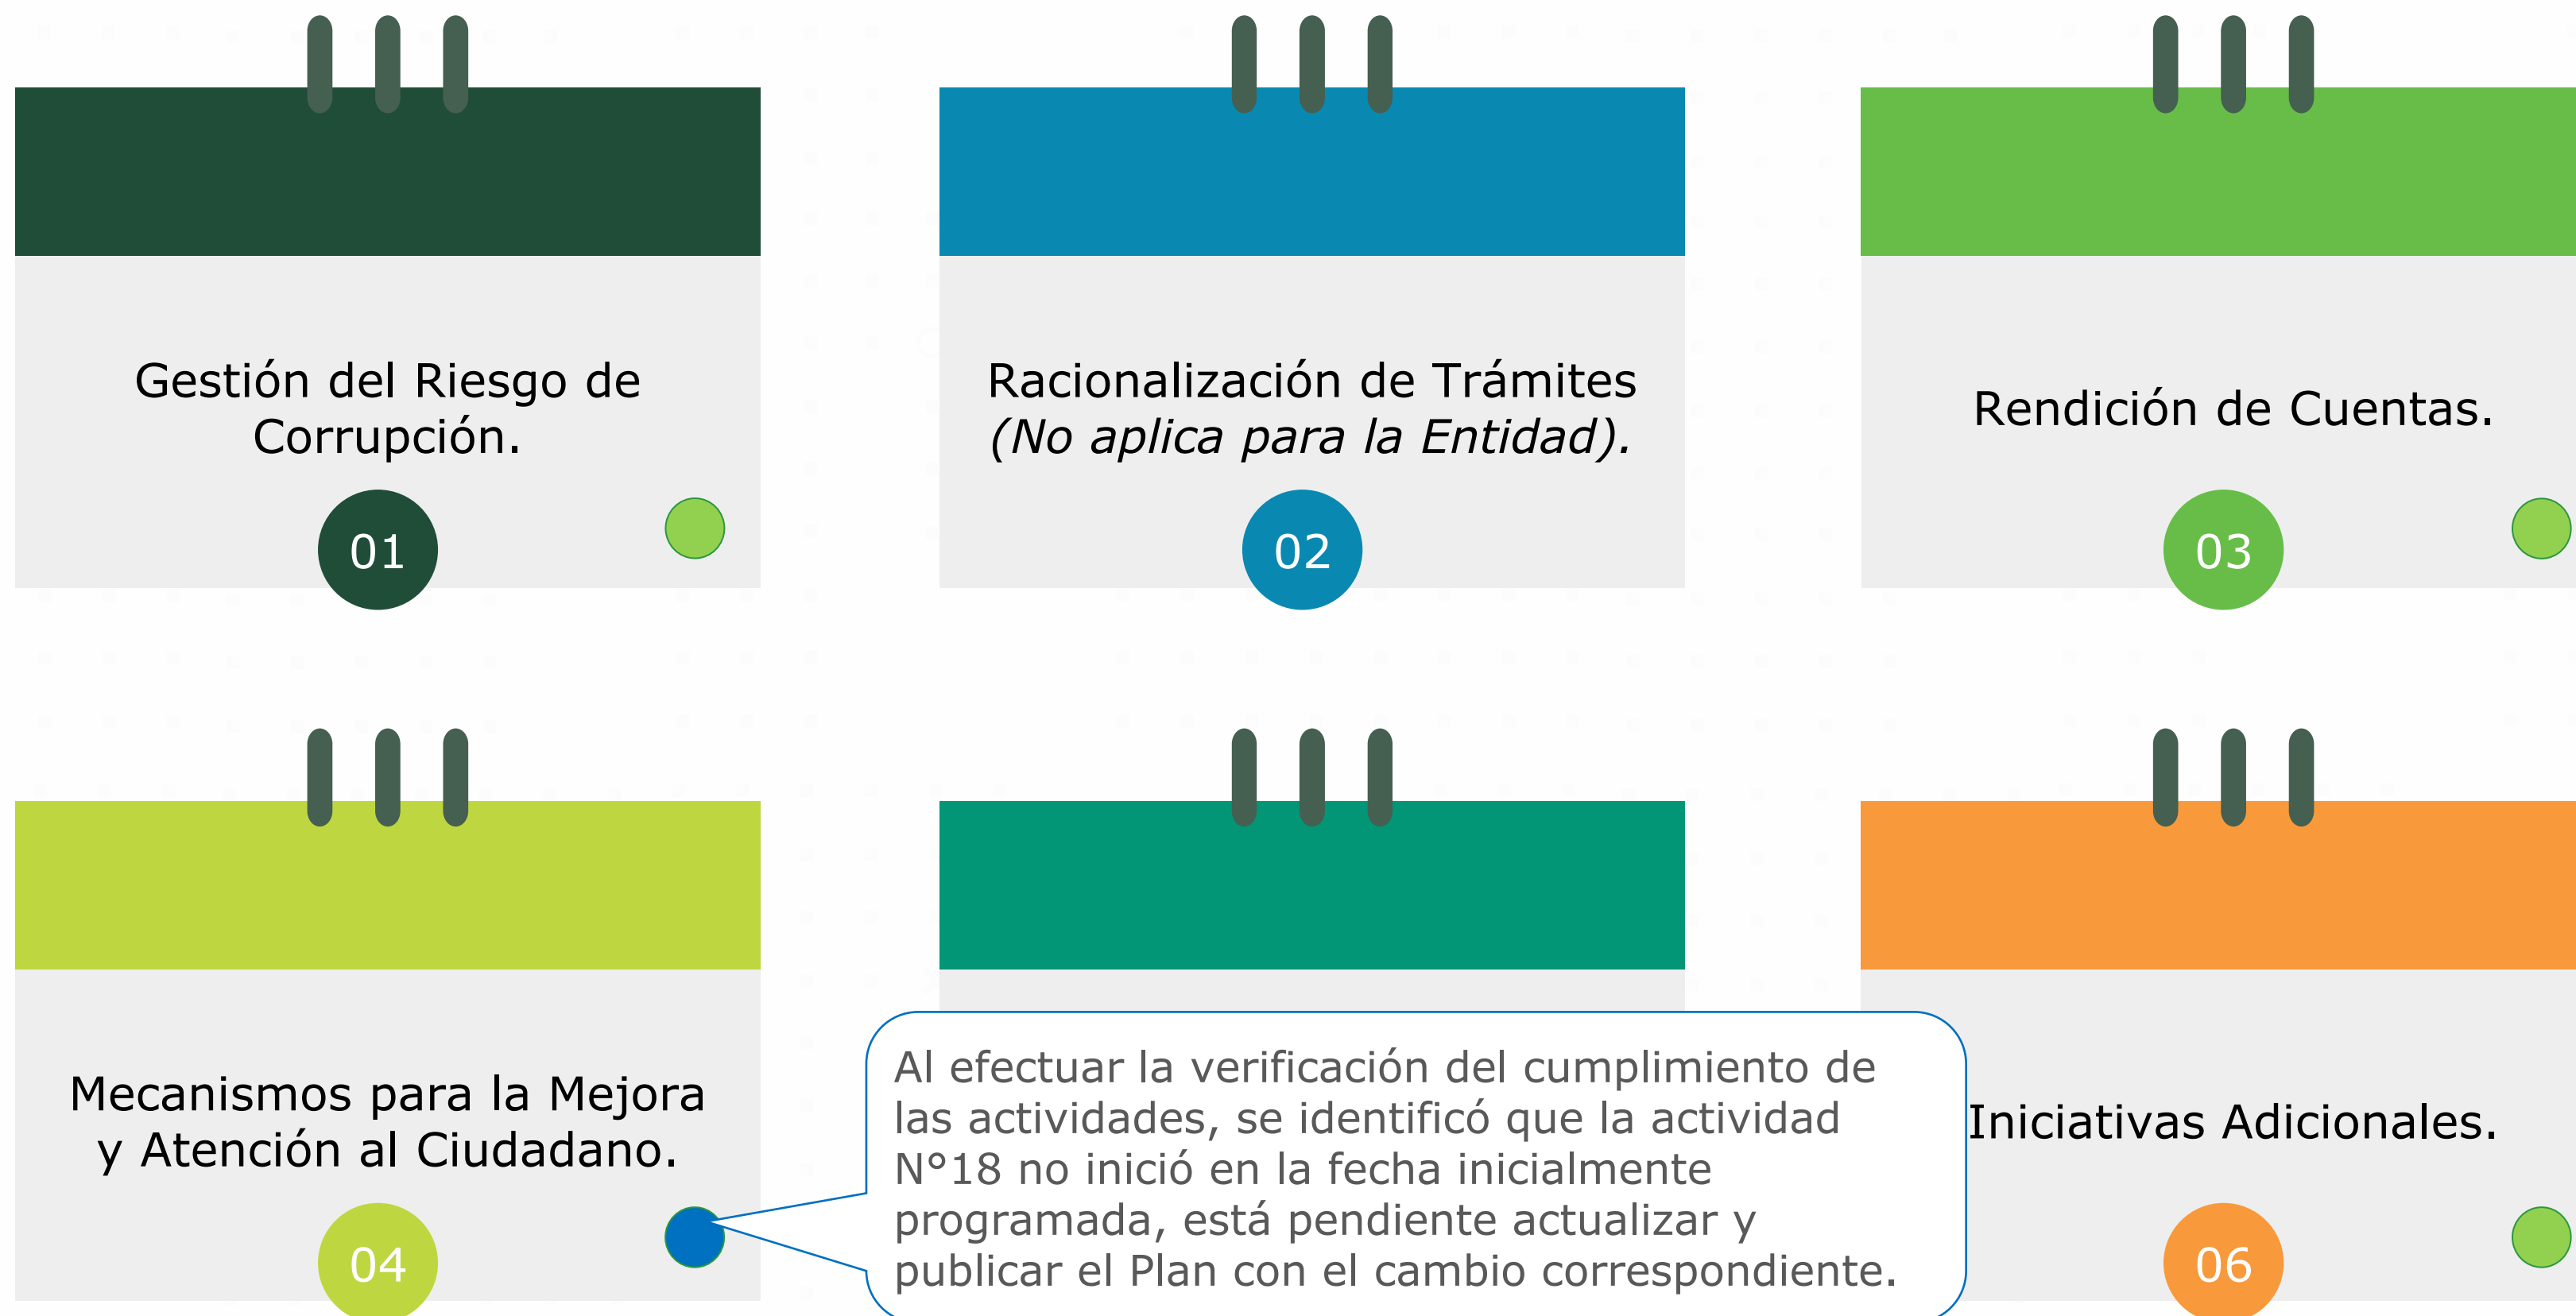 Gestión del Riesgo de
Corrupción.
01
Racionalización de Trámites
(No aplica para la Entidad).
02
Rendición de Cuentas.
03
Mecanismos para la Mejora
y Atención al Ciudadano.
04
Al efectuar la verificación del cumplimiento de
las actividades, se identificó que la actividad
N°18 no inició en la fecha inicialmente
programada, está pendiente actualizar y
publicar el Plan con el cambio correspondiente.
Iniciativas Adicionales.
06